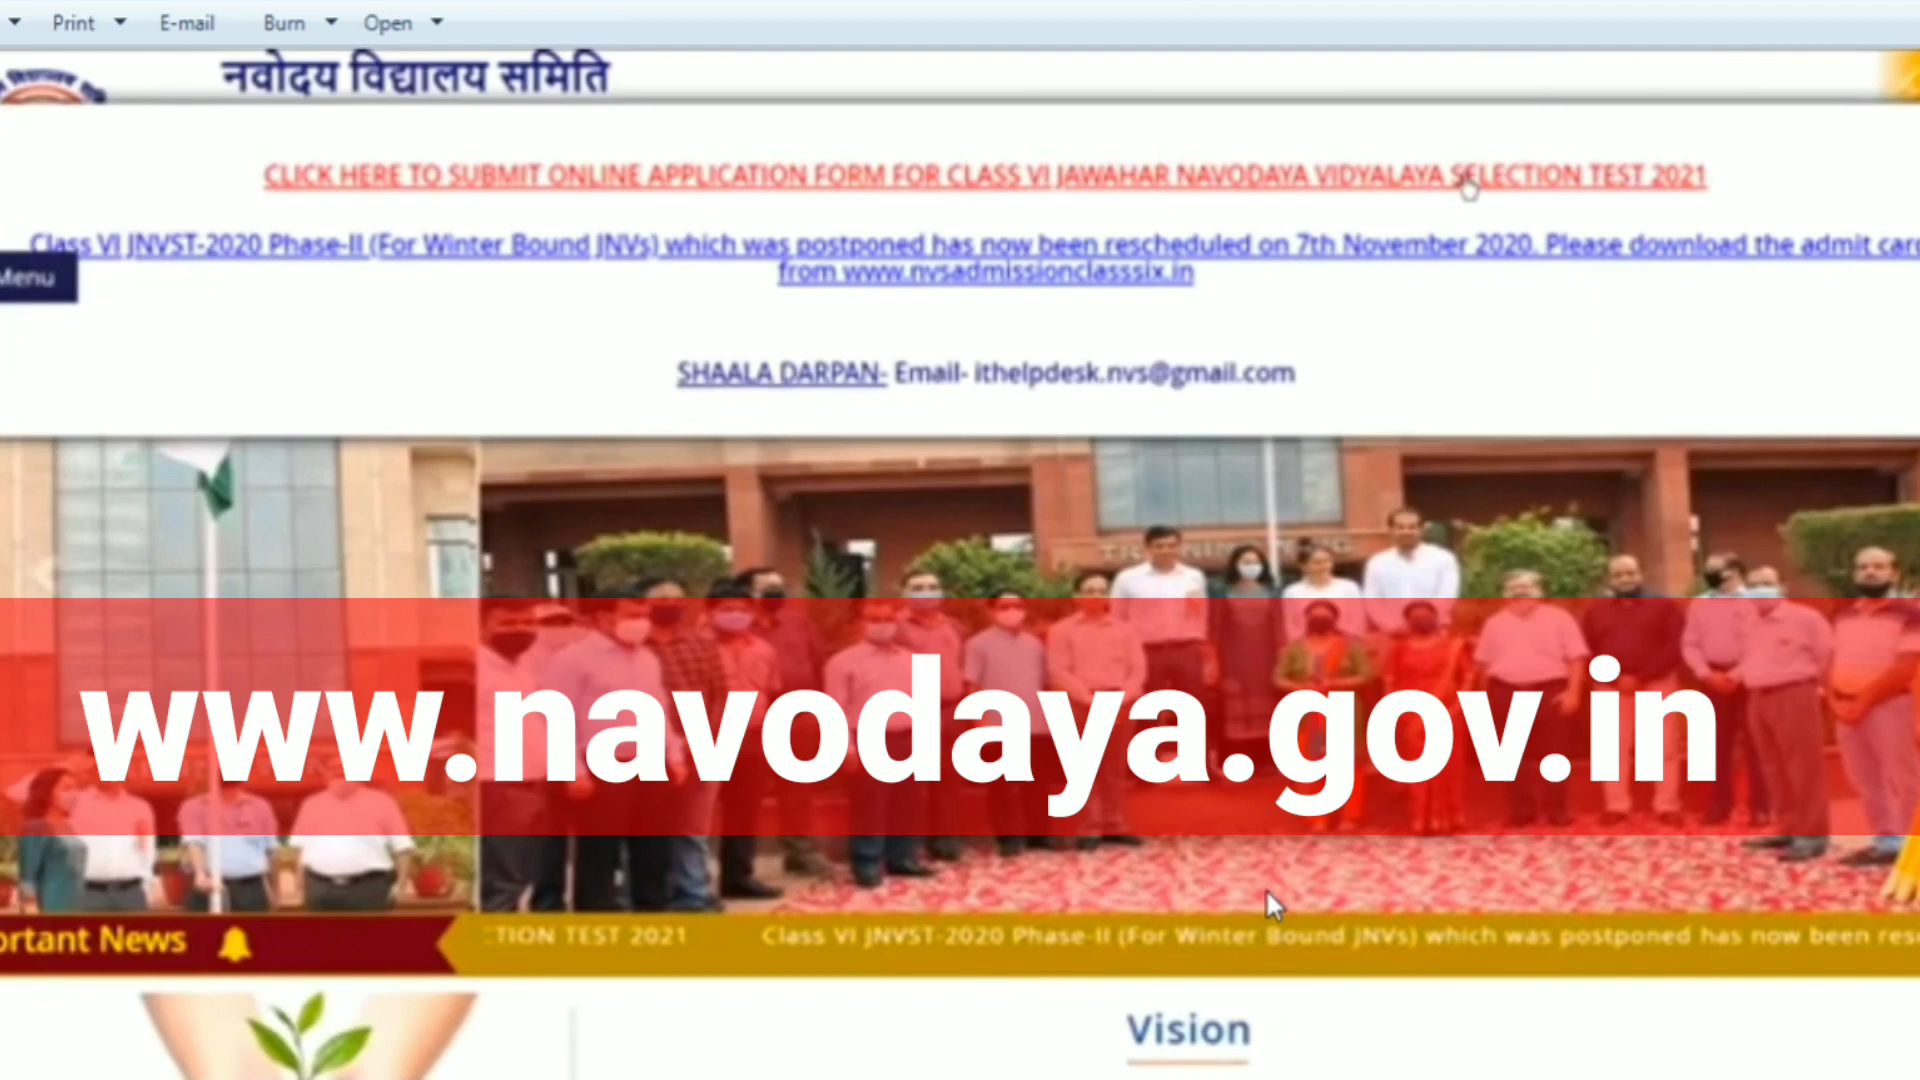 Print
E-mail
Burn
Open
नवोदय विद्यालय समिति
CLICK HERE TO SUBMIT ONLINE APPLICATION FORM FOR CLASS VI JAWAHAR NAVODAYA VIDYALAYA SELECTION TEST 2021
Class VI JNVST-2020 Phase-II (For Winter Bound JNVs) which was postponed has now been rescheduled on 7th November 2020. Please download the admit card
from www.nvsadmissionclasssix.in
Menu
SHAALA DARPAN- Email- ithelpdesk.nvs@gmail.com
www.navodaya.gov.in
ortant News
CTION TEST 2021
Class VI JNVST-2020 Phase-II (For Winter Bound JNVs) which was postponed has now been res
Vision